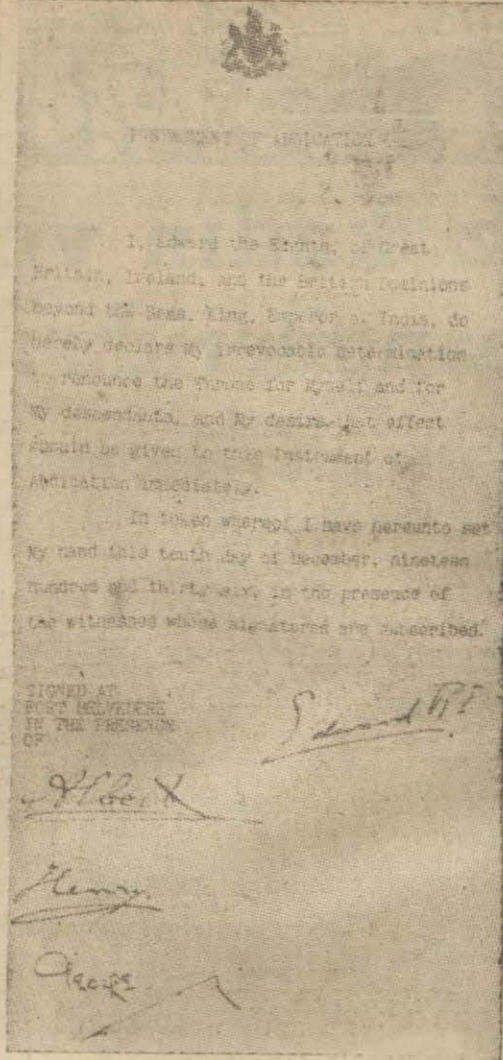 INSTRUMENT OF ABDICATION
I, Edward the Eighth, of Great
Britain, Ireland, and the British Dominions
beyond the Seas, King, Emperor of India, do
hereby declare My irrevocable determination
to renounce the Throne for Myself and for
My descendants, and My desire that effect
should be given to this Instrument of
Abdication immediately.
In token whereof I have hereunto set
My hand this tenth day of December, nineteen
hundred and thirty six, in the presence of
the witnesses whose signatures are subscribed.
SIGNED AT
FORT BELVEDERE
IN THE PRESENCE
OF
Edward R I
Albert
Henry.
George.